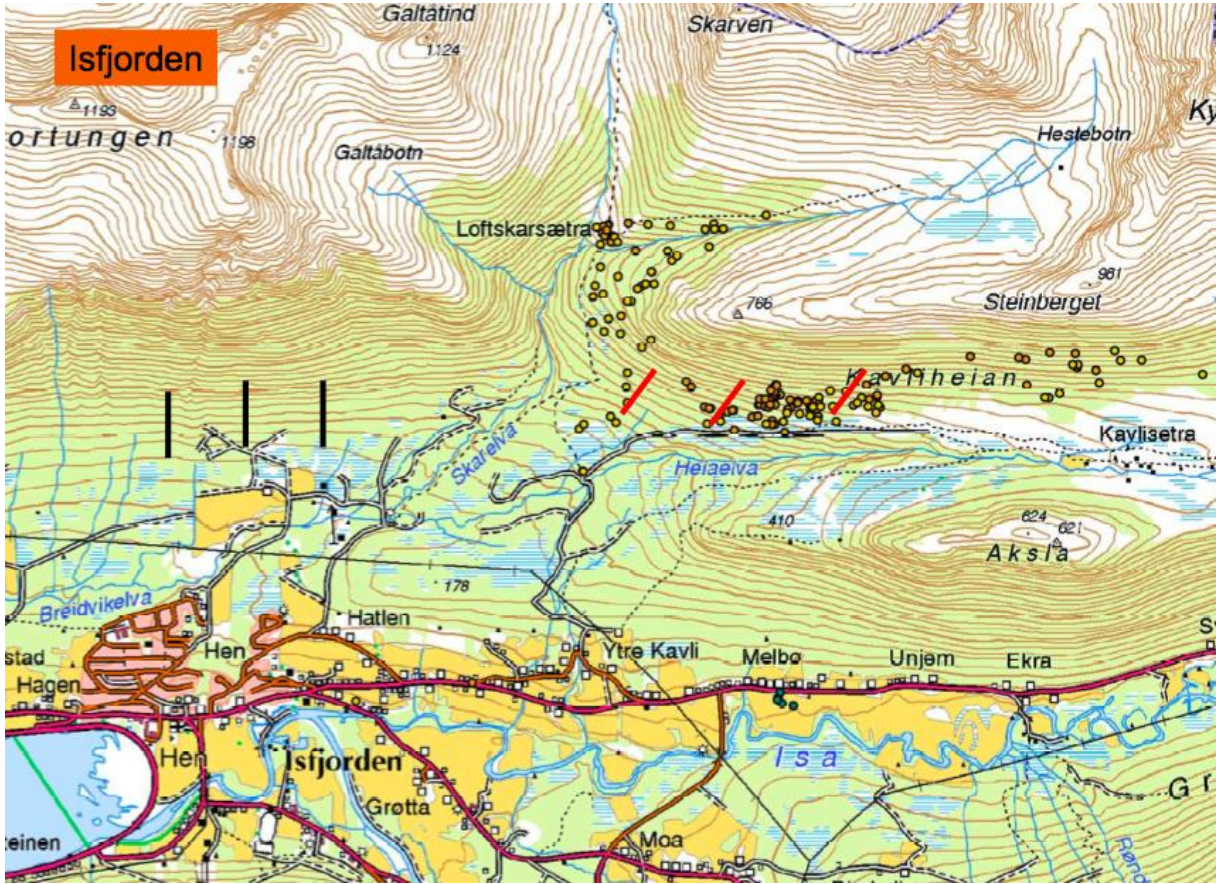 Galtåtind
1124
Skarven
Isfjorden
1193
1198
ortungen
Ky
Hestebotn
Galtåbotn
Loftskarsætra
981
Steinberget
766
Kavliheian
Kavlisetra
Skarelva
Heiaelva
410
624
621
Aksla
178
Breidvikelva
Hatlen
Hen
Ytre Kavli
Melbø
Unjem
Ekra
stad
Hagen
Hen
Isfjorden
Isa
Grøtta
Moa
einen